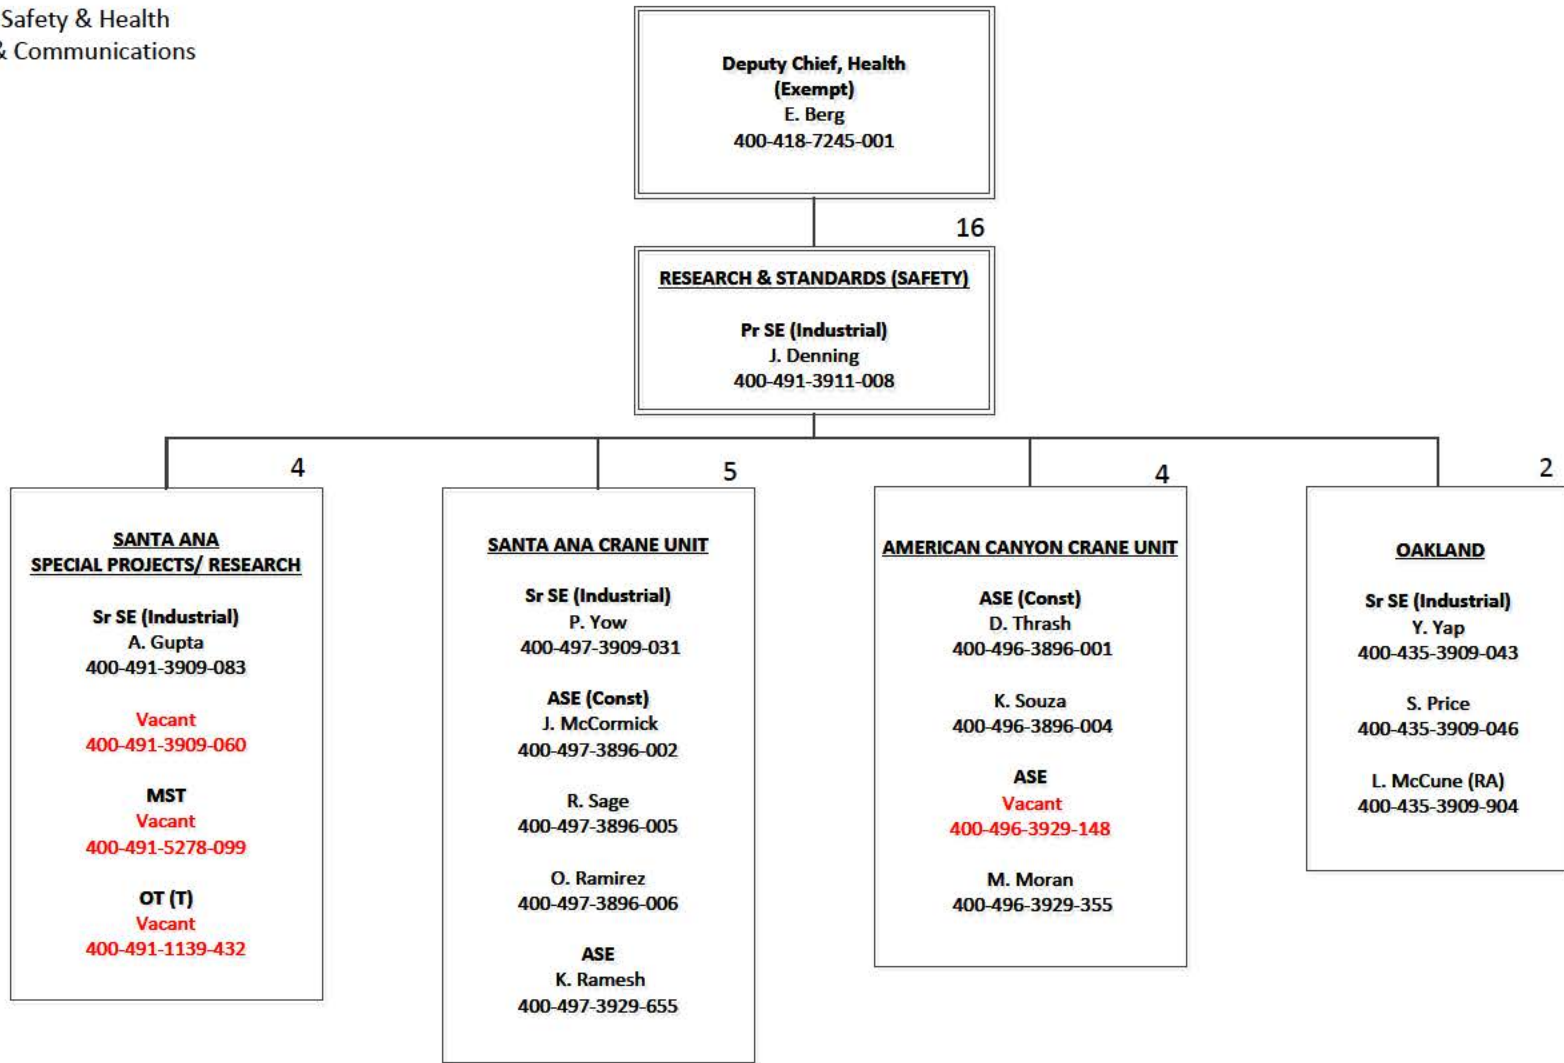 Safety & Health
& Communications
Deputy Chief, Health
(Exempt)
E. Berg
400-418-7245-001
16
RESEARCH & STANDARDS (SAFETY)
Pr SE (Industrial)
J. Denning
400-491-3911-008
4
SANTA ANA
SPECIAL PROJECTS/ RESEARCH
Sr SE (Industrial)
A. Gupta
400-491-3909-083
Vacant
400-491-3909-060
MST
Vacant
400-491-5278-099
OT (T)
Vacant
400-491-1139-432
5
SANTA ANA CRANE UNIT
Sr SE (Industrial)
P. Yow
400-497-3909-031
ASE (Const)
J. McCormick
400-497-3896-002
R. Sage
400-497-3896-005
O. Ramirez
400-497-3896-006
ASE
K. Ramesh
400-497-3929-655
4
AMERICAN CANYON CRANE UNIT
ASE (Const)
D. Thrash
400-496-3896-001
K. Souza
400-496-3896-004
ASE
Vacant
400-496-3929-148
M. Moran
400-496-3929-355
2
OAKLAND
Sr SE (Industrial)
Y. Yap
400-435-3909-043
S. Price
400-435-3909-046
L. McCune (RA)
400-435-3909-904